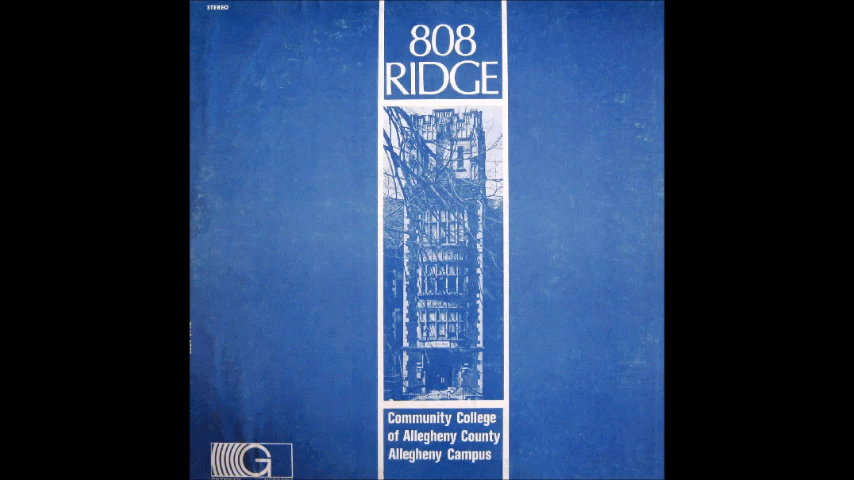 STEREO
808
RIDGE
Community College
of Allegheny County
Allegheny Campus
G